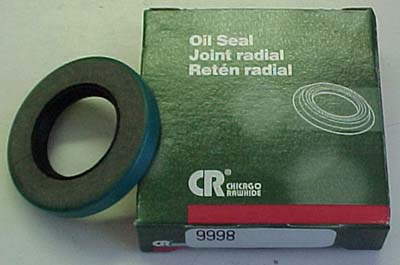 Oil Seal
Joint radial
Retén radial
CR®
CHICAGO
RAWHIDE
9998